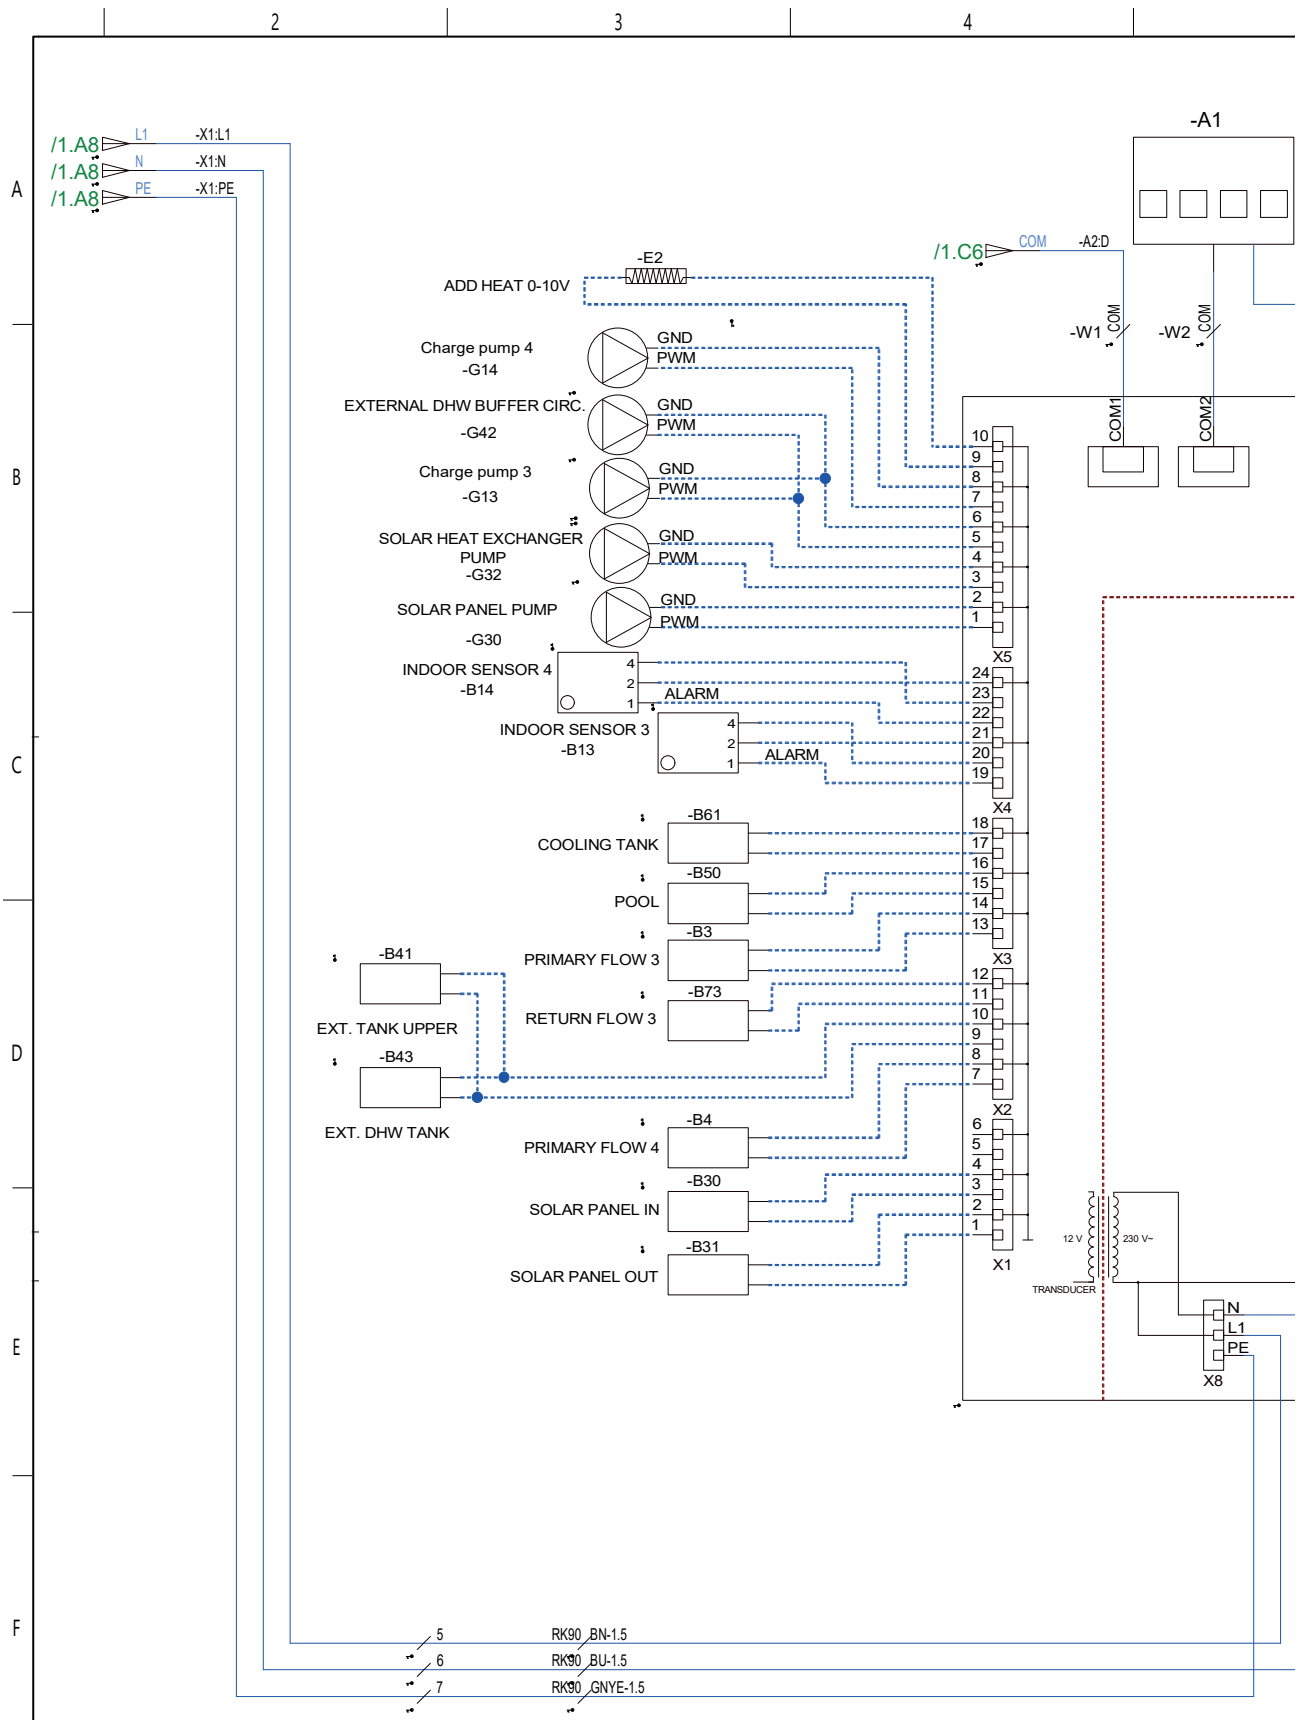 2 3 4
-A1
L1 -X1:L1
/1.A8
N -X1:N
/1.A8
PE -X1:PE
/1.A8
A
COM -A2:D
/1.C6
-E2
ADD HEAT 0-10V
-W1 COM
-W2 COM
Charge pump 4
-G14
GND
PWM
EXTERNAL DHW BUFFER CIRC.
-G42
GND
PWM
COM1
COM2
B
Charge pump 3
-G13
GND
PWM
SOLAR HEAT EXCHANGER
PUMP
-G32
GND
PWM
SOLAR PANEL PUMP
-G30
GND
PWM
10
9
8
7
6
5
4
3
2
1
X5
INDOOR SENSOR 4
-B14
4
2
1 ALARM
INDOOR SENSOR 3
-B13
4
2
1 ALARM
24
23
22
21
20
19
X4
C
-B61
COOLING TANK
-B50
POOL
-B3
PRIMARY FLOW 3
18
17
16
15
14
13
X3
-B41
EXT. TANK UPPER
-B73
RETURN FLOW 3
D
-B43
EXT. DHW TANK
12
11
10
9
8
7
X2
-B4
PRIMARY FLOW 4
-B30
SOLAR PANEL IN
-B31
SOLAR PANEL OUT
6
5
4
3
2
1
X1
12 V 230 V~
TRANSDUCER
N
L1
PE
X8
E
F
5 RK90 BN-1.5
6 RK90 BU-1.5
7 RK90 GNYE-1.5